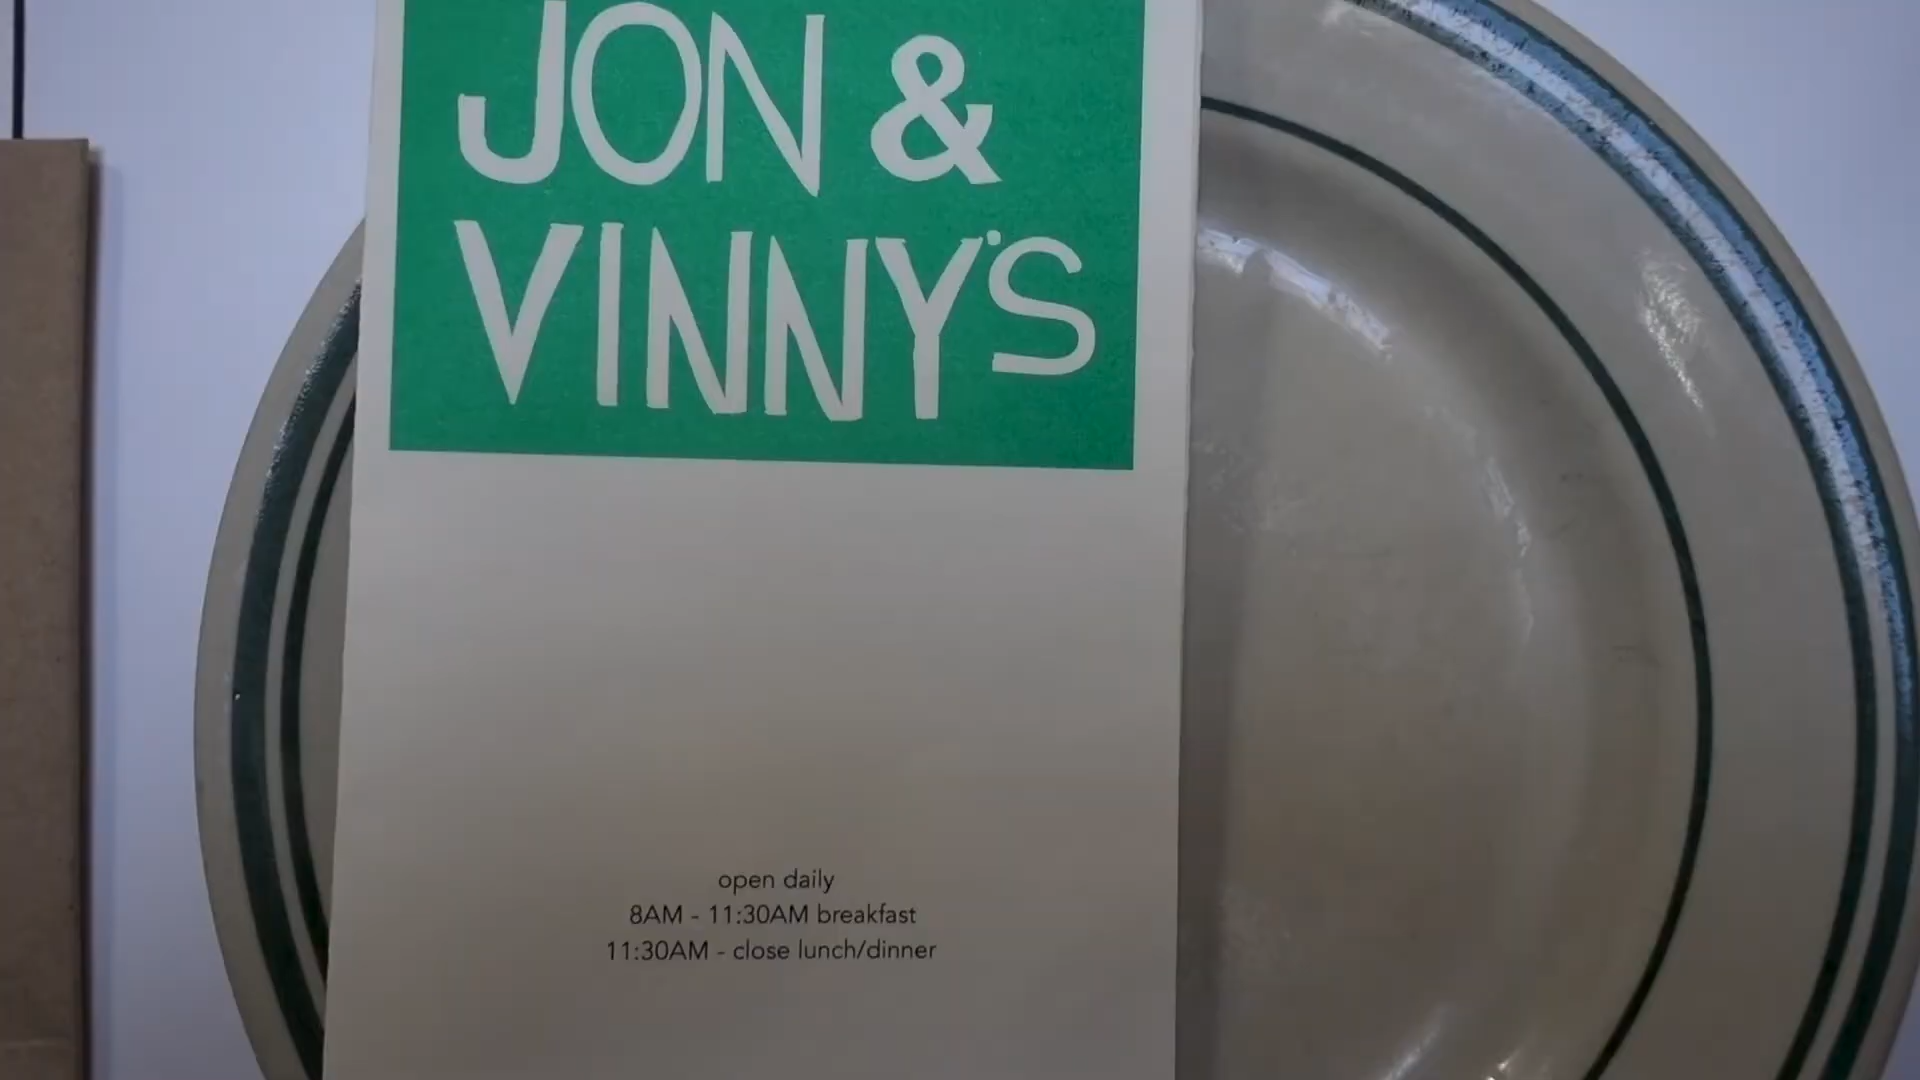 JON &
VINNY'S
open daily
8AM - 11:30AM breakfast
11:30AM - close lunch/dinner